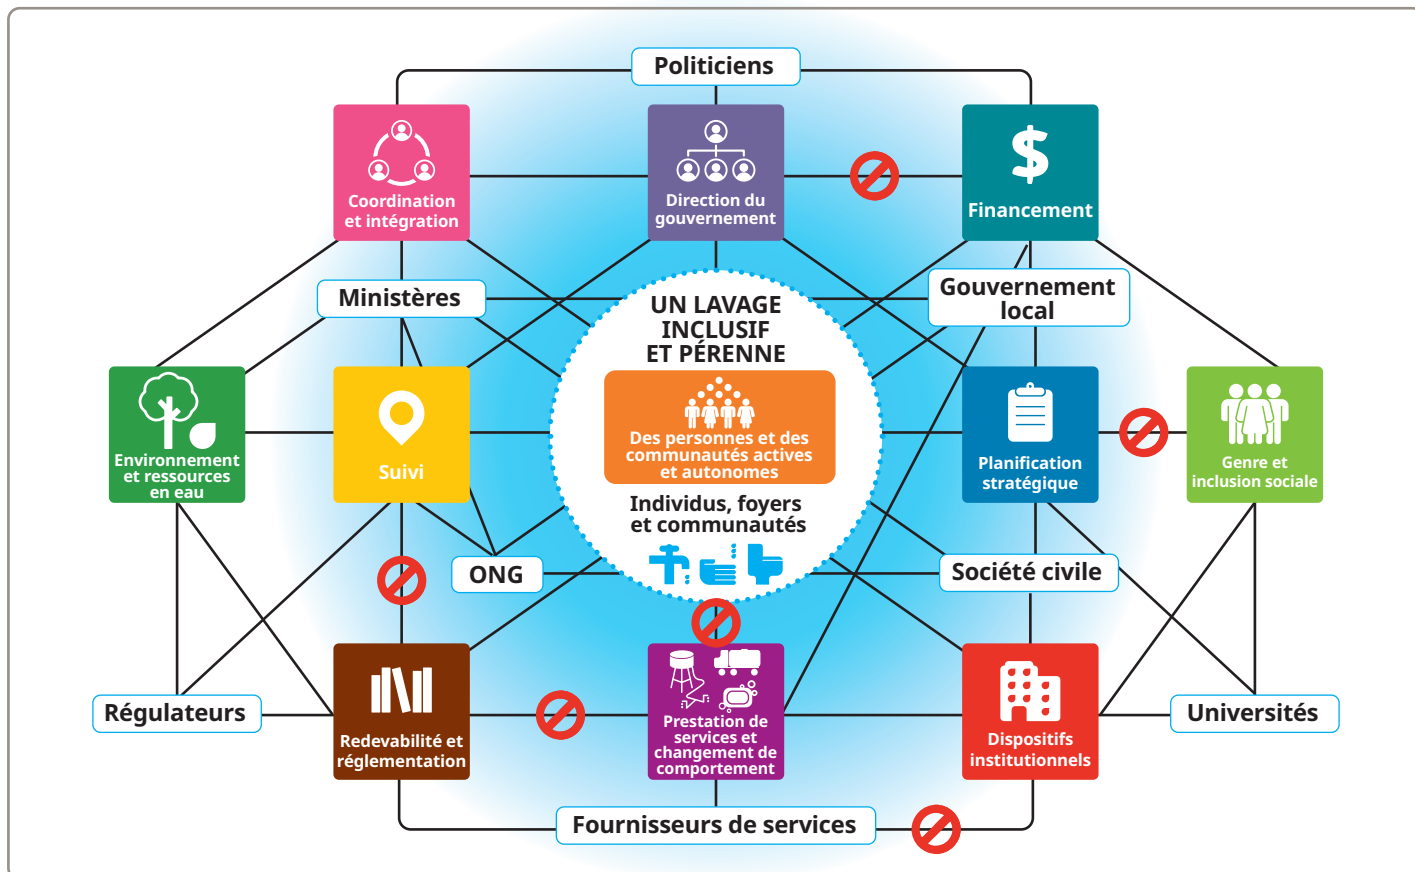 Politiciens
Coordination
et intégration
Direction du
gouvernement
$
Financement
Ministères
Gouvernement
local
UN LAVAGE
INCLUSIF
ET PÉRENNE
Des personnes et des
communautés actives
et autonomes
Individus, foyers
et communautés
Environnement
et ressources
en eau
Suivi
Planification
stratégique
Genre et
inclusion sociale
ONG
Société civile
Régulateurs
Redevabilité et
réglementation
Prestation de
services et
changement de
comportement
Dispositifs
institutionnels
Universités
Fournisseurs de services